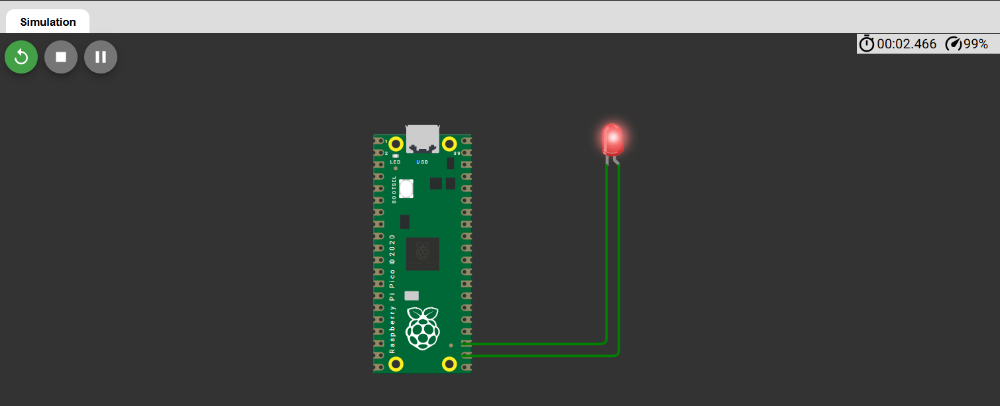 Simulation
00:02.466 99%
1
2
39
LED
USB
BOOTSEL
Raspberry Pi Pico ©2020